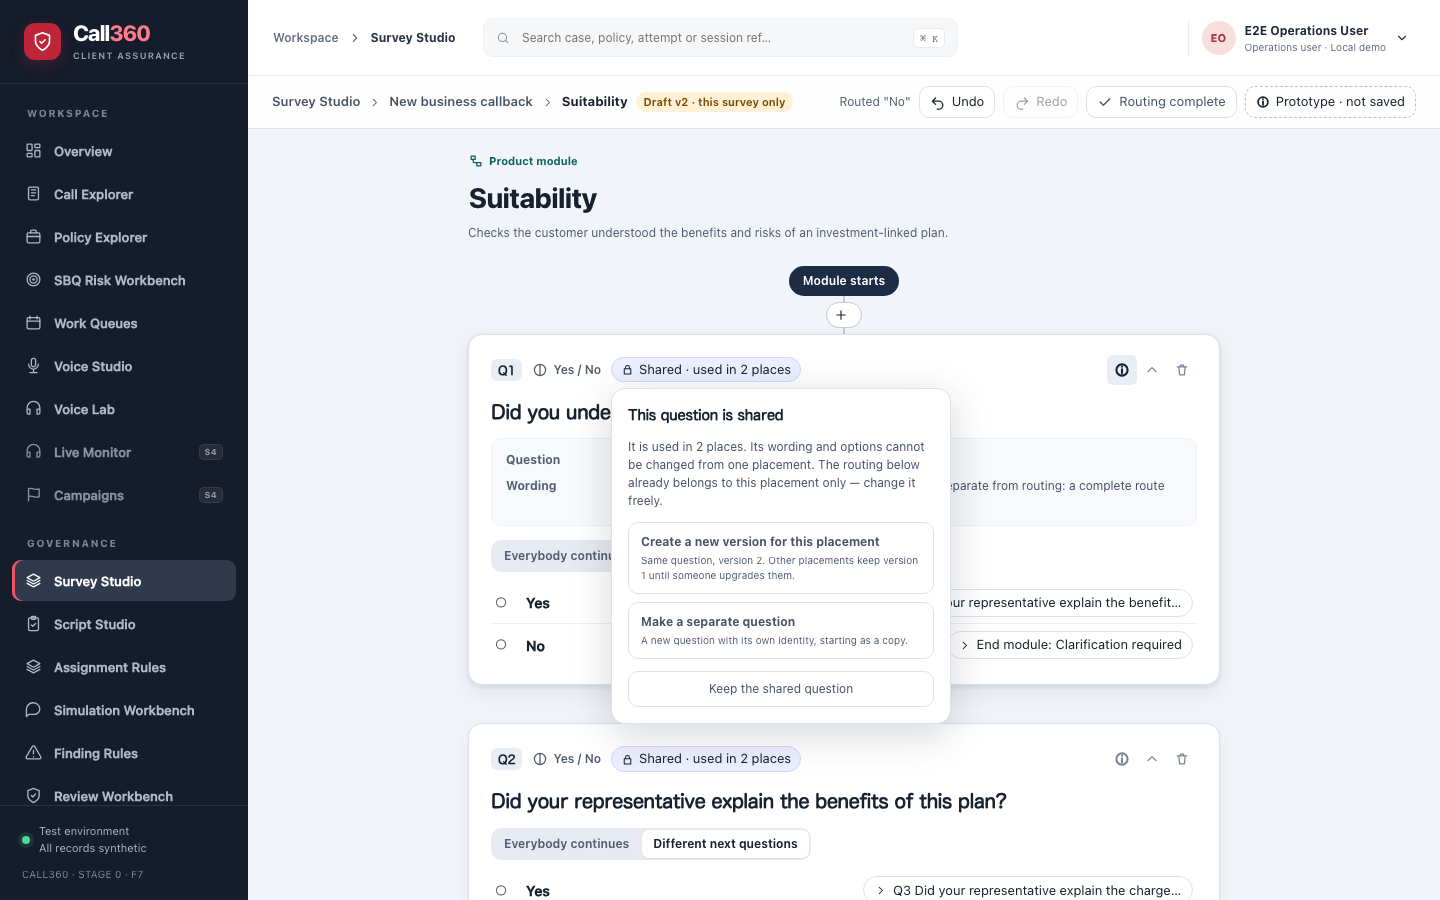 Call360
CLIENT ASSURANCE
WORKSPACE
Overview
Call Explorer
Policy Explorer
SBQ Risk Workbench
Work Queues
Voice Studio
Voice Lab
Live Monitor S4
Campaigns S4
GOVERNANCE
Survey Studio
Script Studio
Assignment Rules
Simulation Workbench
Finding Rules
Review Workbench
Test environment
All records synthetic
CALL360 · STAGE 0 · F7
Workspace > Survey Studio
Search case, policy, attempt or session ref...
⌘ K
EO
E2E Operations User
Operations user · Local demo
Survey Studio > New business callback > Suitability Draft v2 · this survey only
Routed "No" Undo Redo Routing complete Prototype · not saved
Product module
Suitability
Checks the customer understood the benefits and risks of an investment-linked plan.
Module starts
+
Q1 Yes / No Shared · used in 2 places
Did you unde
Question
Wording
parate from routing: a complete route
Everybody continu
Yes
ur representative explain the benefit...
No
> End module: Clarification required
This question is shared
It is used in 2 places. Its wording and options cannot
be changed from one placement. The routing below
already belongs to this placement only — change it
freely.
Create a new version for this placement
Same question, version 2. Other placements keep version
1 until someone upgrades them.
Make a separate question
A new question with its own identity, starting as a copy.
Keep the shared question
Q2 Yes / No Shared · used in 2 places
Did your representative explain the benefits of this plan?
Everybody continues Different next questions
Yes
> Q3 Did your representative explain the charge...